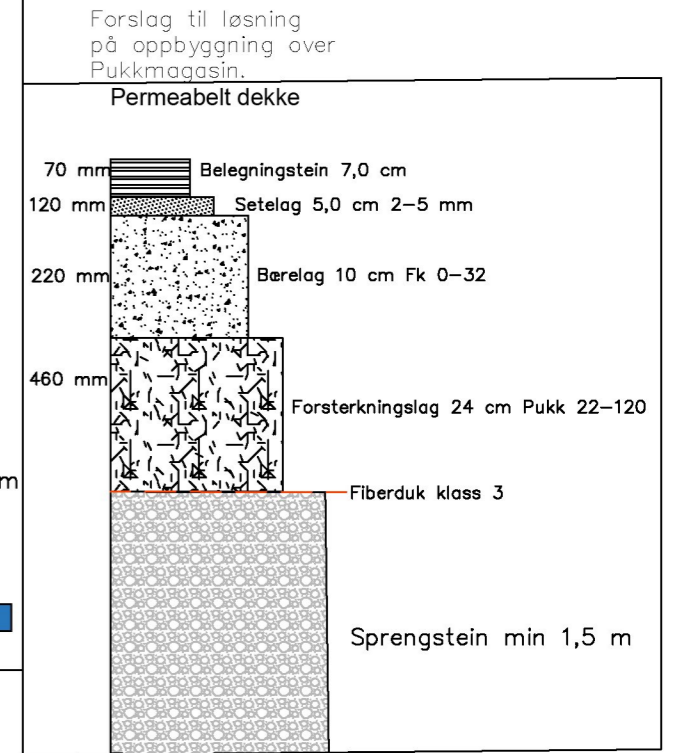 Forslag til løsning
på oppbyggning over
Pukkmagasin.
Permeabelt dekke
70 mm Belegningstein 7,0 cm
120 mm Setelag 5,0 cm 2–5 mm
220 mm Bærelag 10 cm Fk 0–32
460 mm
Forsterkningslag 24 cm Pukk 22–120
m
Fiberduk klass 3
Sprengstein min 1,5 m